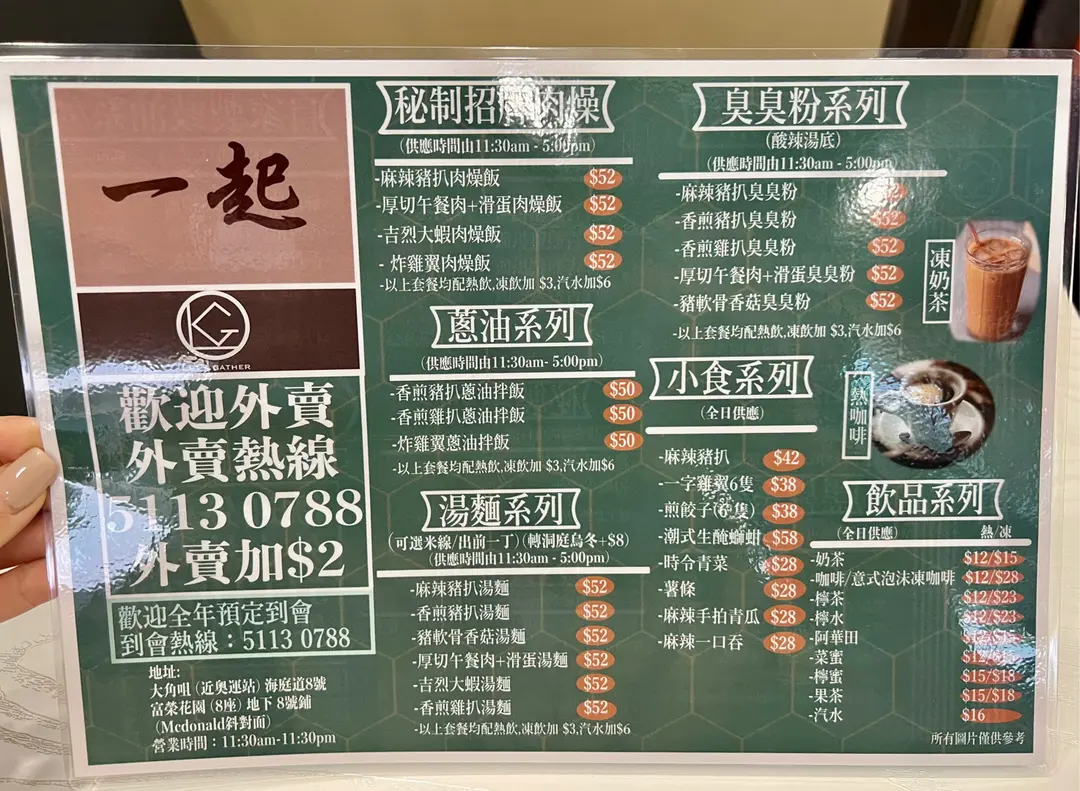 一起
KG
GATHER
歡迎外賣
外賣熱線
5113 0788
外賣加$2
歡迎全年預定到會
到會熱線：5113 0788
地址:
大角咀 (近奧運站) 海庭道8號
富榮花園 (8座) 地下 8號鋪
(Mcdonald斜對面)
營業時間：11:30am-11:30pm
秘制招牌肉燥
(供應時間由11:30am - 5:00pm)
-麻辣豬扒肉燥飯 $52
-厚切午餐肉+滑蛋肉燥飯 $52
-吉烈大蝦肉燥飯 $52
- 炸雞翼肉燥飯 $52
-以上套餐均配熱飲,凍飲加 $3,汽水加$6
蔥油系列
(供應時間由11:30am- 5:00pm)
-香煎豬扒蔥油拌飯 $50
-香煎雞扒蔥油拌飯 $50
-炸雞翼蔥油拌飯 $50
-以上套餐均配熱飲,凍飲加 $3,汽水加$6
湯麵系列
(可選米線/出前一丁) (轉洞庭烏冬+$8)
(供應時間由11:30am - 5:00pm)
-麻辣豬扒湯麵 $52
-香煎豬扒湯麵 $52
-豬軟骨香菇湯麵 $52
-厚切午餐肉+滑蛋湯麵 $52
-吉烈大蝦湯麵 $52
-香煎雞扒湯麵 $52
-以上套餐均配熱飲,凍飲加 $3,汽水加$6
臭臭粉系列
(酸辣湯底)
(供應時間由11:30am - 5:00pm)
-麻辣豬扒臭臭粉
-香煎豬扒臭臭粉 $52
-香煎雞扒臭臭粉 $52
-厚切午餐肉+滑蛋臭臭粉 $52
-豬軟骨香菇臭臭粉 $52
-以上套餐均配熱飲,凍飲加 $3,汽水加$6
凍奶茶
小食系列
(全日供應)
-麻辣豬扒 $42
-一字雞翼6隻 $38
-煎餃子(6隻) $38
-潮式生醃螄蚶 $58
-時令青菜 $28
-薯條 $28
-麻辣手拍青瓜 $28
-麻辣一口吞 $28
熱咖啡
飲品系列
(全日供應) 熱/凍
-奶茶 $12/$15
-咖啡/意式泡沫凍咖啡 $12/$28
-檸茶 $12/$23
-檸水 $12/$23
-阿華田
-菜蜜
-檸蜜 $15/$18
-果茶 $15/$18
-汽水 $16
所有圖片僅供參考